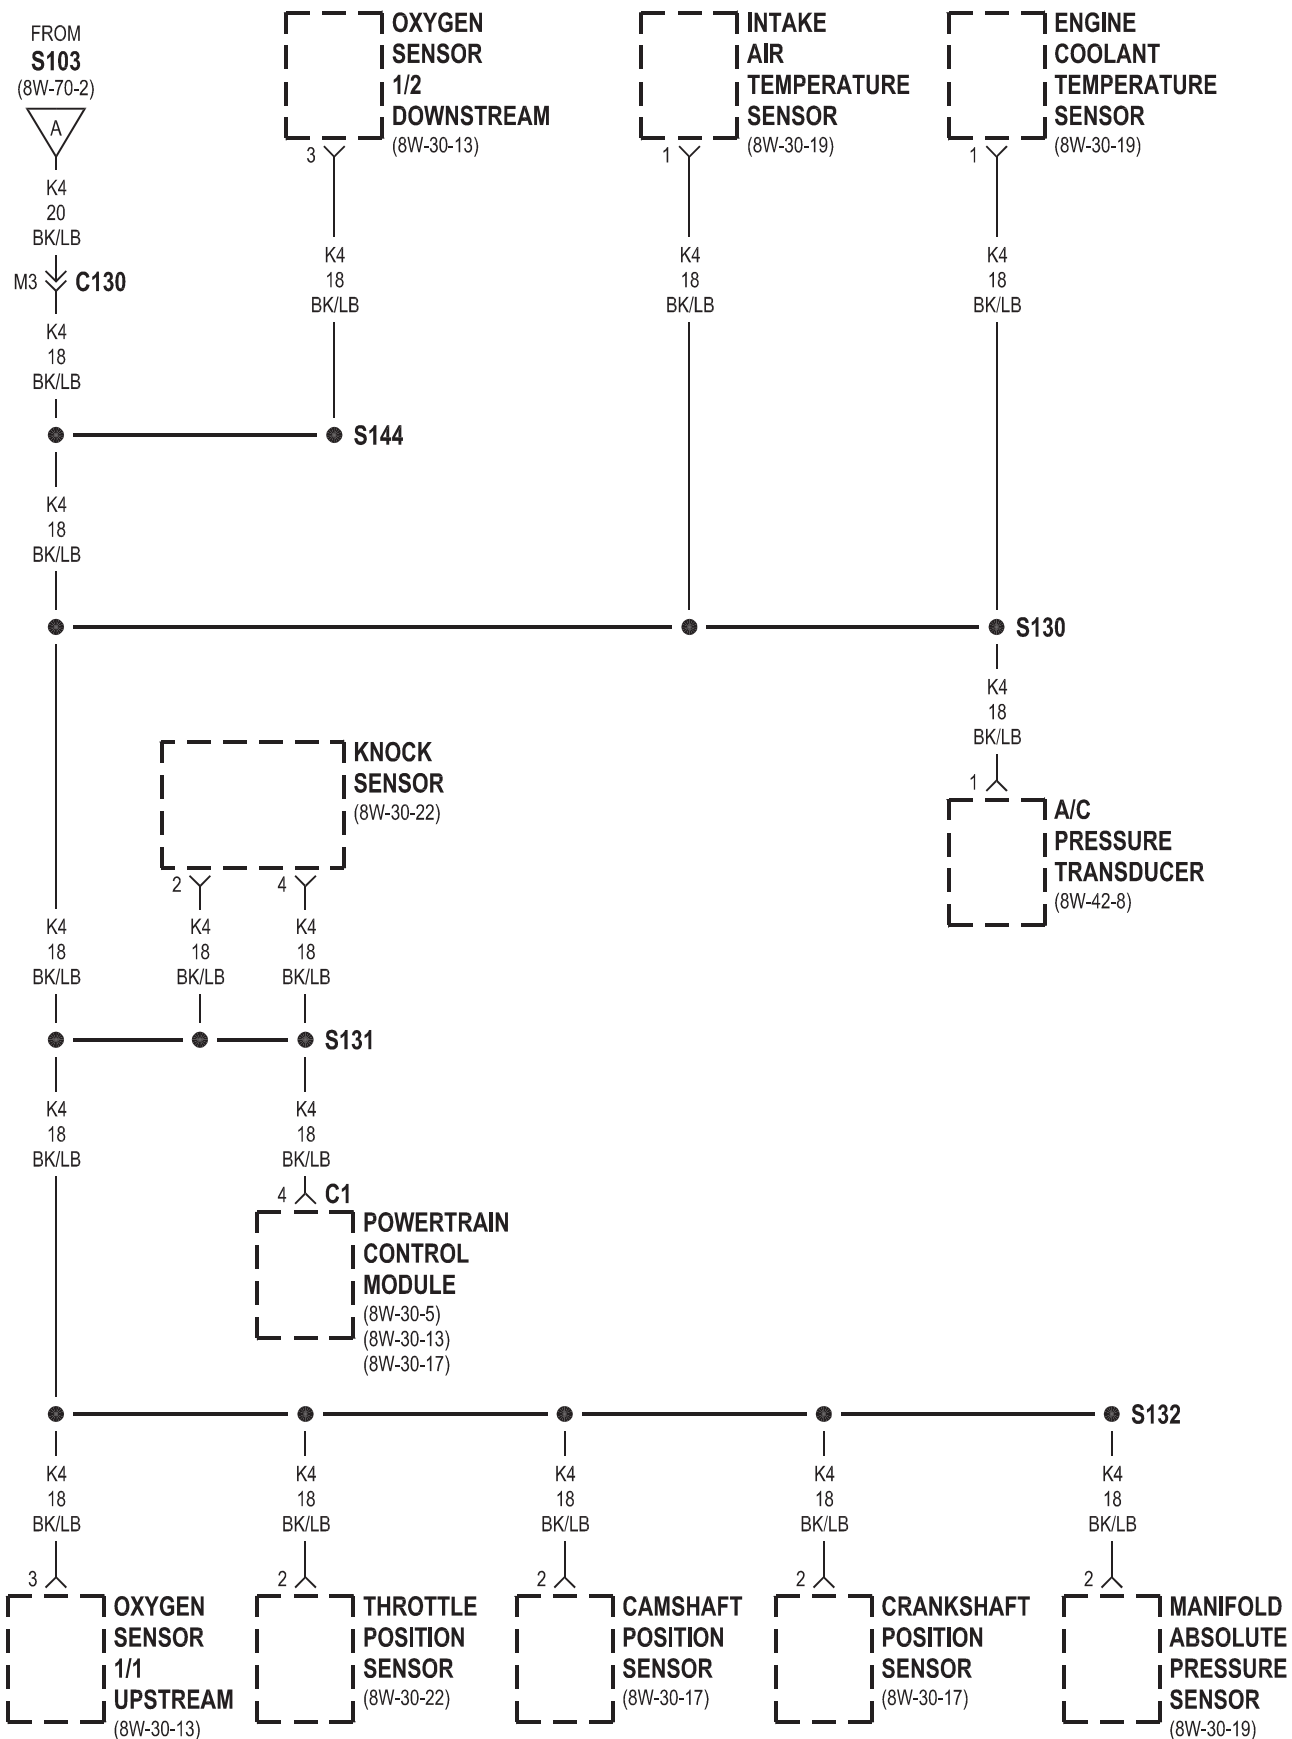 FROM
S103
(8W-70-2)
A
K4
20
BK/LB
M3
C130
K4
18
BK/LB
OXYGEN
SENSOR
1/2
DOWNSTREAM
(8W-30-13)
3
K4
18
BK/LB
S144
INTAKE
AIR
TEMPERATURE
SENSOR
(8W-30-19)
1
K4
18
BK/LB
ENGINE
COOLANT
TEMPERATURE
SENSOR
(8W-30-19)
1
K4
18
BK/LB
K4
18
BK/LB
S130
K4
18
BK/LB
1
A/C
PRESSURE
TRANSDUCER
(8W-42-8)
KNOCK
SENSOR
(8W-30-22)
2
4
K4
18
BK/LB
K4
18
BK/LB
K4
18
BK/LB
S131
K4
18
BK/LB
K4
18
BK/LB
4
C1
POWERTRAIN
CONTROL
MODULE
(8W-30-5)
(8W-30-13)
(8W-30-17)
S132
K4
18
BK/LB
3
OXYGEN
SENSOR
1/1
UPSTREAM
(8W-30-13)
K4
18
BK/LB
2
THROTTLE
POSITION
SENSOR
(8W-30-22)
K4
18
BK/LB
2
CAMSHAFT
POSITION
SENSOR
(8W-30-17)
K4
18
BK/LB
2
CRANKSHAFT
POSITION
SENSOR
(8W-30-17)
K4
18
BK/LB
2
MANIFOLD
ABSOLUTE
PRESSURE
SENSOR
(8W-30-19)